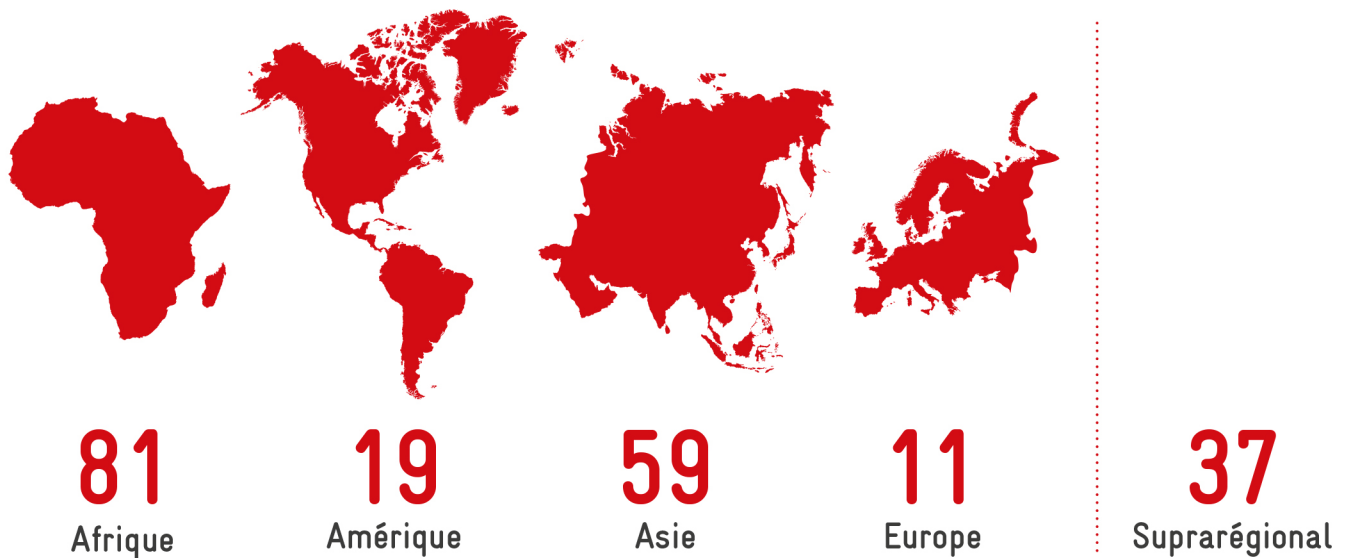 81
Afrique
19
Amérique
59
Asie
11
Europe
37
Suprarégional